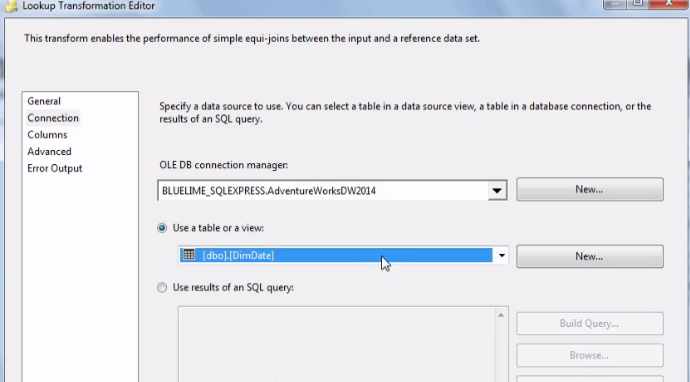 Lookup Transformation Editor
This transform enables the performance of simple equi-joins between the input and a reference data set.
General
Connection
Columns
Advanced
Error Output
Specify a data source to use. You can select a table in a data source view, a table in a database connection, or the
results of an SQL query.
OLE DB connection manager:
BLUELIME_SQLEXPRESS.AdventureWorksDW2014
New...
Use a table or a view:
[dbo].[DimDate]
New...
Use results of an SQL query:
Build Query...
Browse...